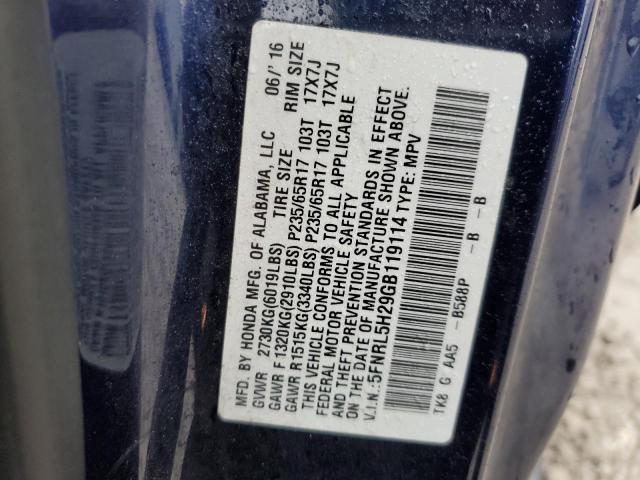 MFD. BY HONDA MFG. OF ALABAMA, LLC 06/'16
GVWR 2730KG(6019LBS) TIRE SIZE RIM SIZE
GAWR F1320KG(2910LBS) P235/65R17 103T 17X7J
GAWR R1515KG(3340LBS) P235/65R17 103T 17X7J
THIS VEHICLE CONFORMS TO ALL APPLICABLE
FEDERAL MOTOR VEHICLE SAFETY
AND THEFT PREVENTION STANDARDS IN EFFECT
ON THE DATE OF MANUFACTURE SHOWN ABOVE.
V.I.N.:5FNRL5H29GB119114 TYPE: MPV
TK8 G AA5 -B588P -B -B